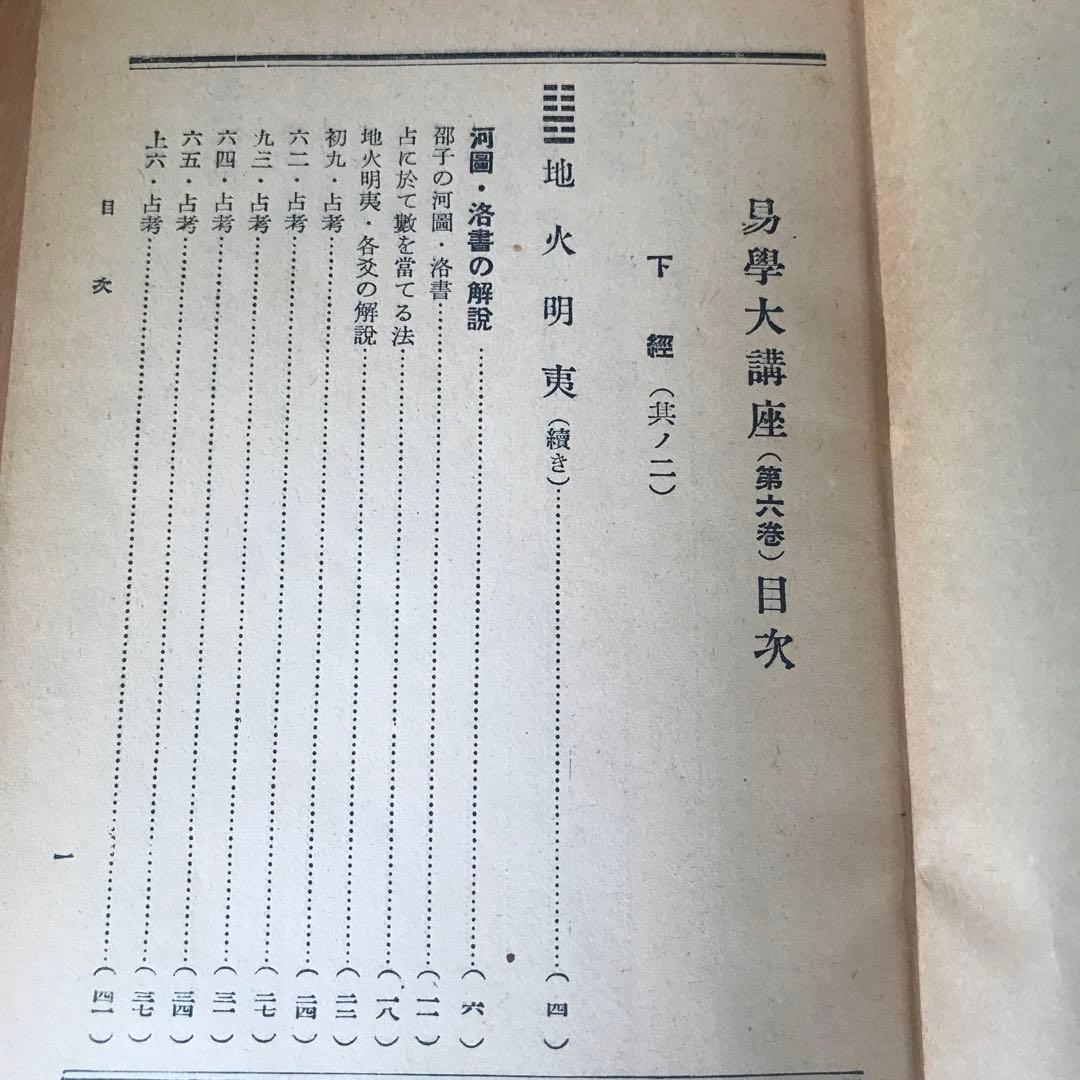 易學大講座(第六卷)目次
下經(其ノ二)
䷣地火明夷(續き)……(四)
河圖・洛書の解說……(六)
邵子の河圖・洛書……(一一)
占に於て數を當てる法……(一八)
地火明夷・各爻の解說……(二二)
初九・占考……(二四)
六二・占考……(二七)
九三・占考……(三一)
六四・占考……(三四)
六五・占考……(三七)
上六・占考……(四一)
目次
一